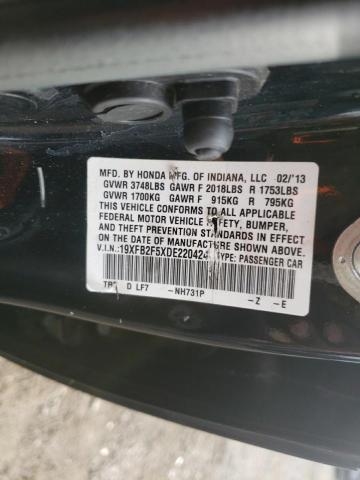 MFD. BY HONDA MFG. OF INDIANA, LLC 02/13
GVWR 3748LBS GAWR F 2018LBS R 1753LBS
GVWR 1700KG GAWR F 915KG R 795KG
THIS VEHICLE CONFORMS TO ALL APPLICABLE
FEDERAL MOTOR VEHICLE SAFETY, BUMPER,
AND THEFT PREVENTION STANDARDS IN EFFECT
ON THE DATE OF MANUFACTURE SHOWN ABOVE.
V.I.N.:19XFB2F5XDE220424 TYPE: PASSENGER CAR
D LF7 -NH731P -Z -E